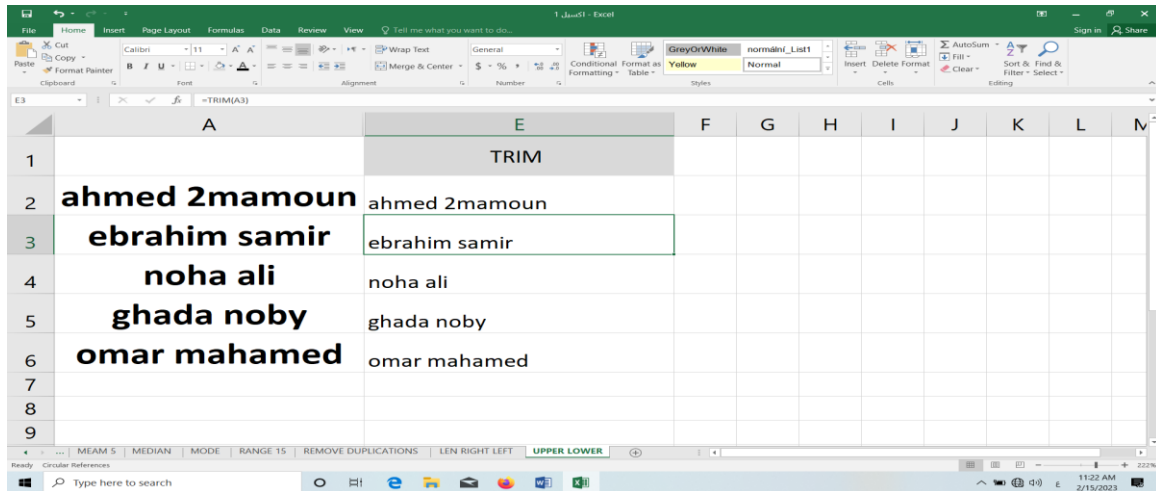 اكسيل 1 - Excel
File Home Insert Page Layout Formulas Data Review View Tell me what you want to do... Sign in Share
Paste
Cut
Copy
Format Painter
Clipboard
Calibri 11
Font
Wrap Text
Merge & Center
Alignment
General
Number
Conditional Formatting
Format as Table
GreyOrWhite normální_List1
Yellow Normal
Styles
Insert Delete Format
Cells
AutoSum
Fill
Clear
Sort & Filter
Find & Select
Editing
E3 fx =TRIM(A3)
A E F G H I J K L M
1 TRIM
2 ahmed 2mamoun ahmed 2mamoun
3 ebrahim samir ebrahim samir
4 noha ali noha ali
5 ghada noby ghada noby
6 omar mahamed omar mahamed
7
8
9
... MEAM 5 MEDIAN MODE RANGE 15 REMOVE DUPLICATIONS LEN RIGHT LEFT UPPER LOWER
Ready Circular References 222%
Type here to search ع 11:22 AM
2/15/2023